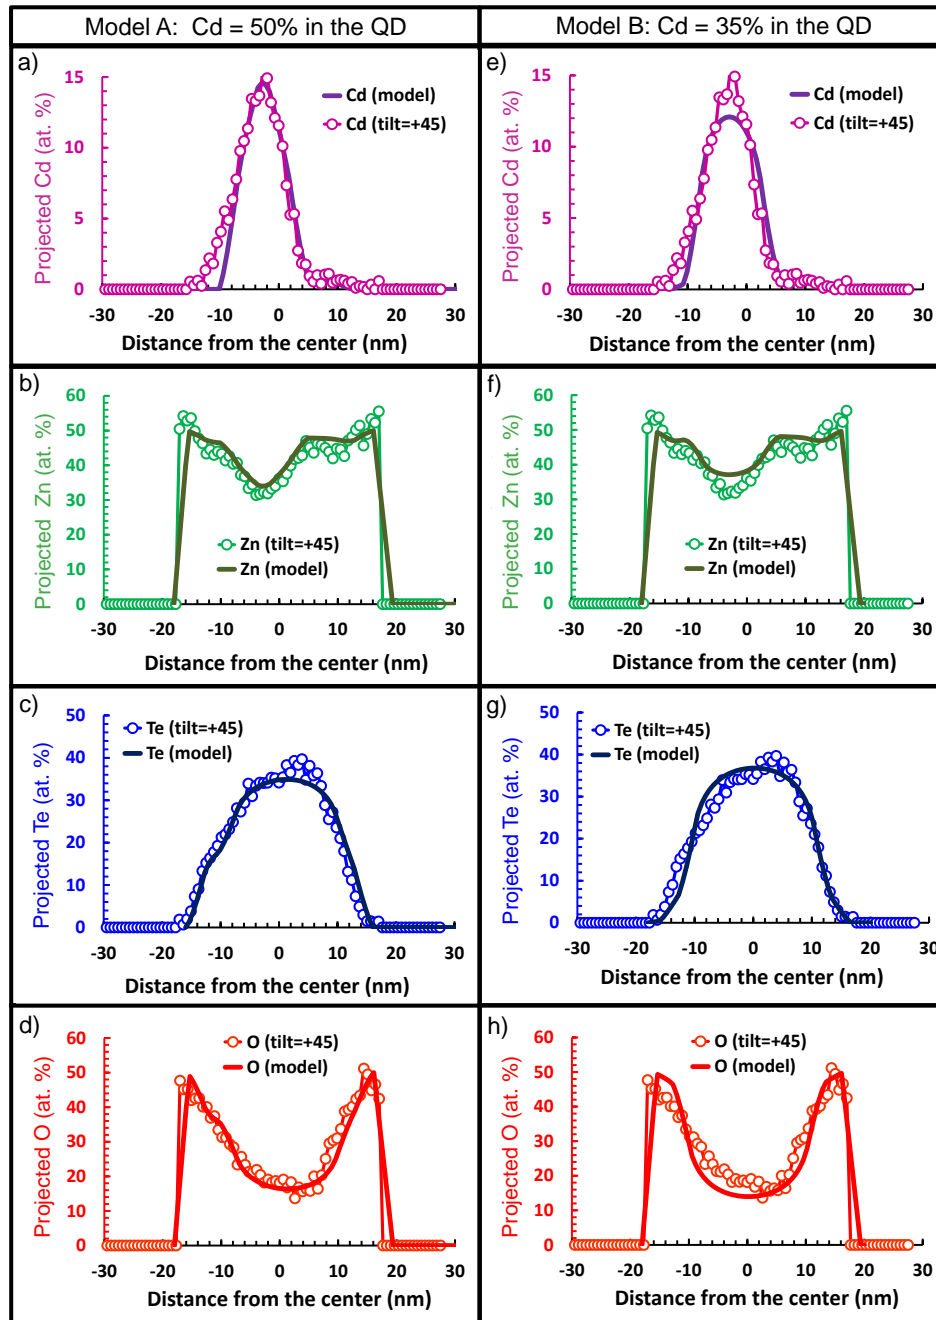 Model A:  Cd = 50% in the QD
Model B: Cd = 35% in the QD
a)
Projected Cd (at. %)
15
10
5
0
Cd (model)
Cd (tilt=+45)
-30 -20 -10 0 10 20 30
Distance from the center (nm)
e)
Projected Cd (at. %)
15
10
5
0
Cd (model)
Cd (tilt=+45)
-30 -20 -10 0 10 20 30
Distance from the center (nm)
b)
Projected  Zn (at. %)
60
50
40
30
20
10
0
Zn (tilt=+45)
Zn (model)
-30 -20 -10 0 10 20 30
Distance from the center (nm)
f)
Projected  Zn (at. %)
60
50
40
30
20
10
0
Zn (tilt=+45)
Zn (model)
-30 -20 -10 0 10 20 30
Distance from the center (nm)
c)
Projected Te (at. %)
50
40
30
20
10
0
Te (tilt=+45)
Te (model)
-30 -20 -10 0 10 20 30
Distance from the center (nm)
g)
Projected Te (at. %)
50
40
30
20
10
0
Te (tilt=+45)
Te (model)
-30 -20 -10 0 10 20 30
Distance from the center (nm)
d)
Projected O (at. %)
60
50
40
30
20
10
0
O (tilt=+45)
O (model)
-30 -20 -10 0 10 20 30
Distance from the center (nm)
h)
Projected O (at. %)
60
50
40
30
20
10
0
O (tilt=+45)
O (model)
-30 -20 -10 0 10 20 30
Distance from the center (nm)